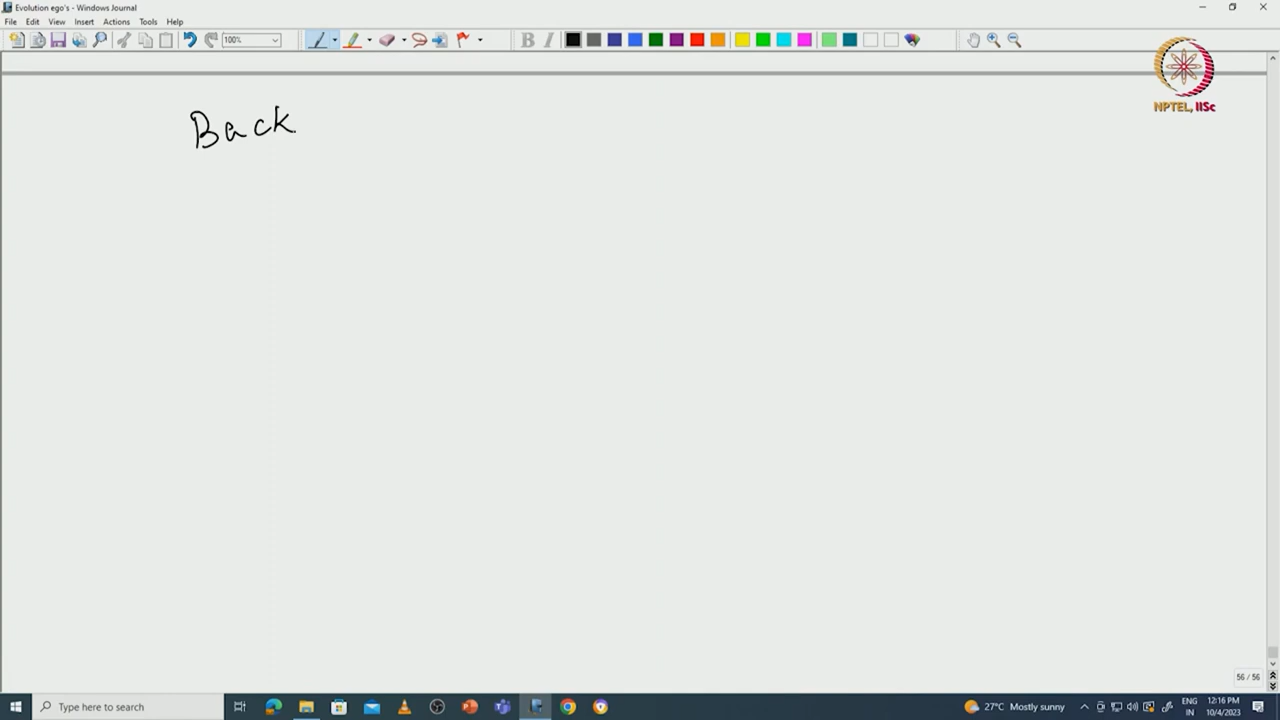 Evolution ego's - Windows Journal
File Edit View Insert Actions Tools Help
100%
B I
NPTEL, IISc
Back
56 / 56
Type here to search
27°C Mostly sunny
ENG
IN
12:16 PM
10/4/2023